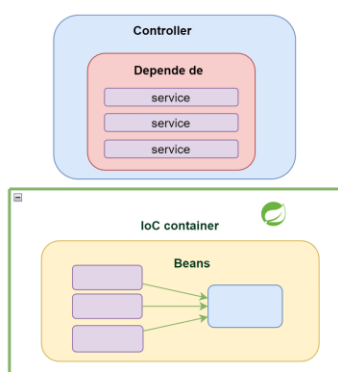 Controller
Depende de
service
service
service
IoC container
Beans